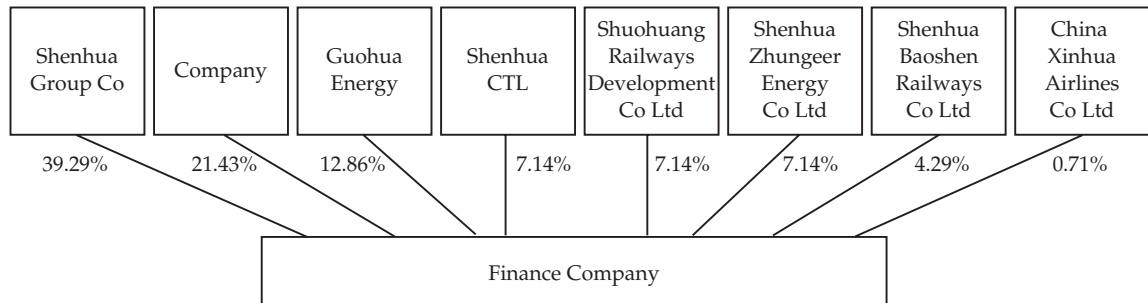 Shenhua
Group Co
Company
Guohua
Energy
Shenhua
CTL
Shuohuang
Railways
Development
Co Ltd
Shenhua
Zhungeer
Energy
Co Ltd
Shenhua
Baoshen
Railways
Co Ltd
China
Xinhua
Airlines
Co Ltd
39.29%
21.43%
12.86%
7.14%
7.14%
7.14%
4.29%
0.71%
Finance Company